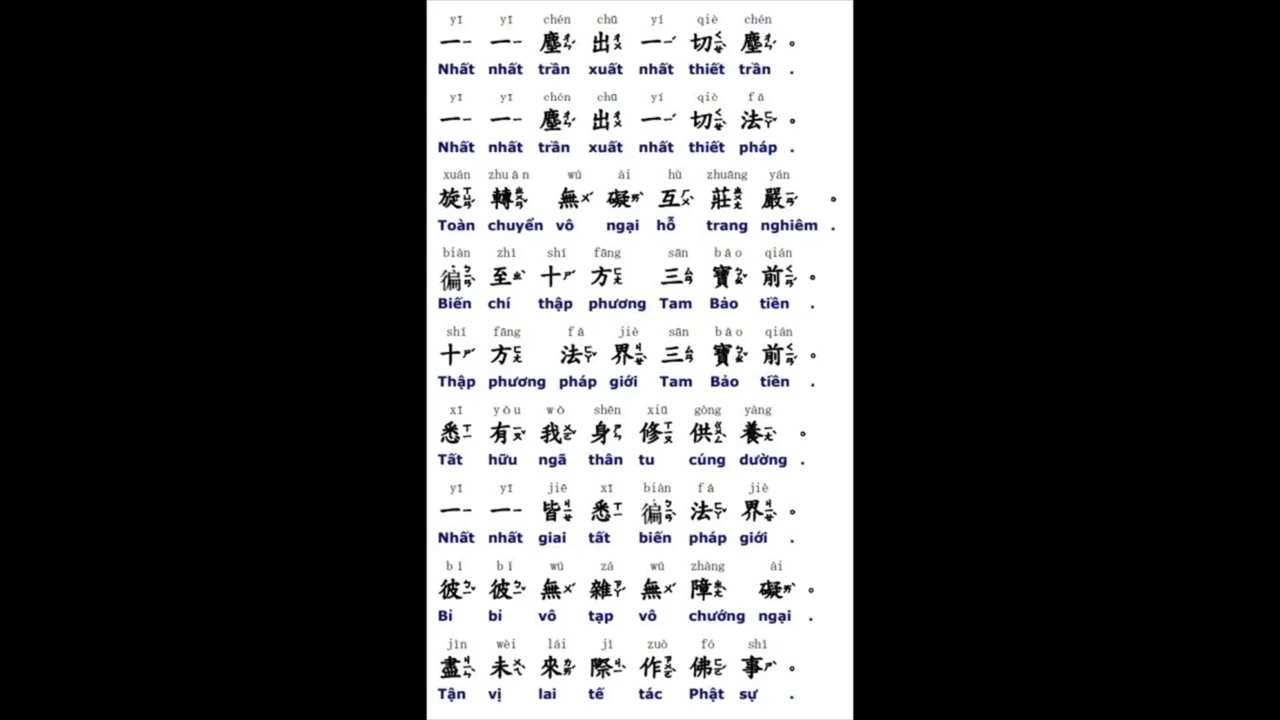 yī yī chén chū yí qiè chén
一一塵出一切塵。
Nhất nhất trần xuất nhất thiết trần .
yī yī chén chū yí qiè fǎ
一一塵出一切法。
Nhất nhất trần xuất nhất thiết pháp .
xuán zhuǎn wú ài hù zhuāng yán
旋轉無礙互莊嚴。
Toàn chuyển vô ngại hỗ trang nghiêm .
biàn zhì shí fāng sān bǎo qián
徧至十方三寶前。
Biến chí thập phương Tam Bảo tiền .
shí fāng fǎ jiè sān bǎo qián
十方法界三寶前。
Thập phương pháp giới Tam Bảo tiền .
xī yǒu wǒ shēn xiū gòng yàng
悉有我身修供養。
Tất hữu ngã thân tu cúng dường .
yī yī jiē xī biàn fǎ jiè
一一皆悉徧法界。
Nhất nhất giai tất biến pháp giới .
bǐ bǐ wú zá wú zhàng ài
彼彼無雜無障礙。
Bỉ bỉ vô tạp vô chướng ngại .
jìn wèi lái jì zuò fó shì
盡未來際作佛事。
Tận vị lai tế tác Phật sự .